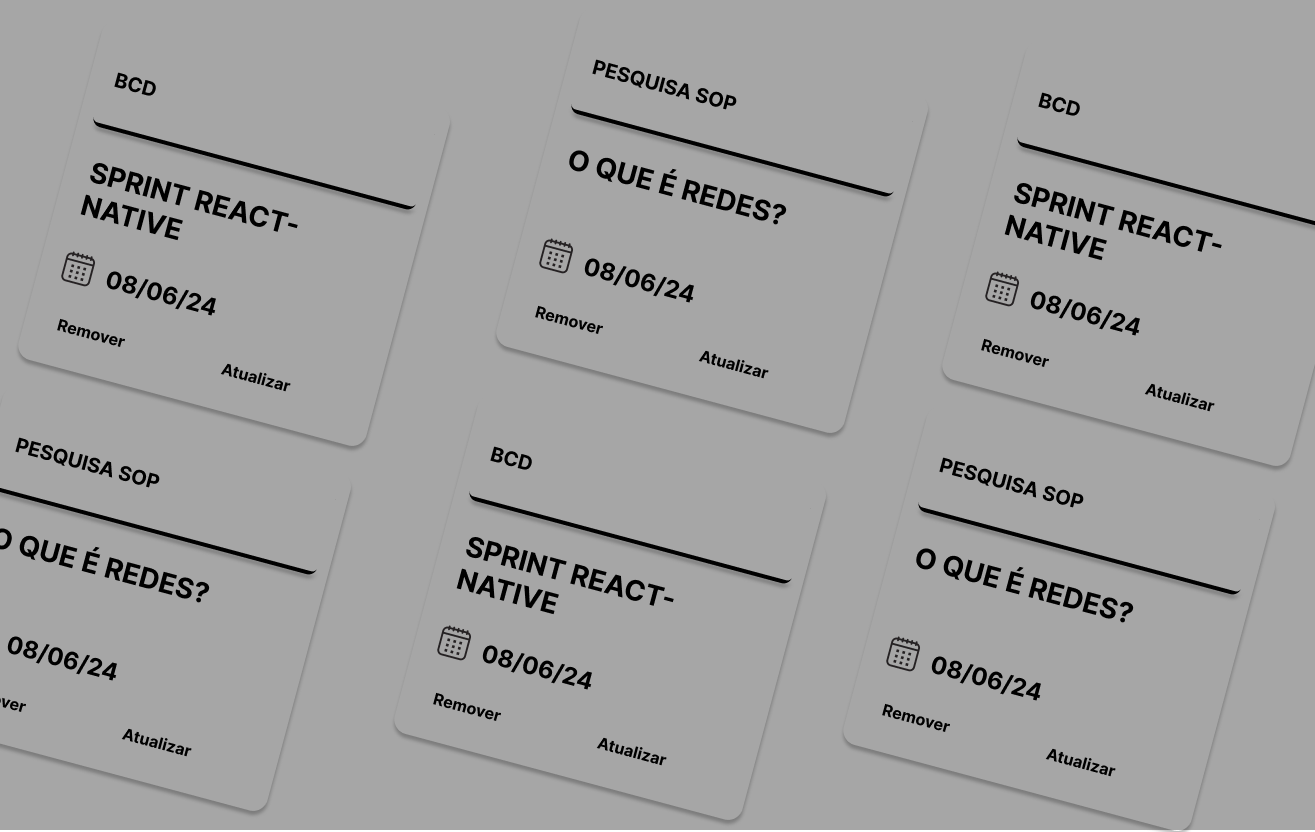 BCD
SPRINT REACT-
NATIVE
08/06/24
Remover
Atualizar
PESQUISA SOP
O QUE É REDES?
08/06/24
Remover
Atualizar
BCD
SPRINT REACT-
NATIVE
08/06/24
Remover
Atualizar
PESQUISA SOP
O QUE É REDES?
08/06/24
over
Atualizar
BCD
SPRINT REACT-
NATIVE
08/06/24
Remover
Atualizar
PESQUISA SOP
O QUE É REDES?
08/06/24
Remover
Atualizar